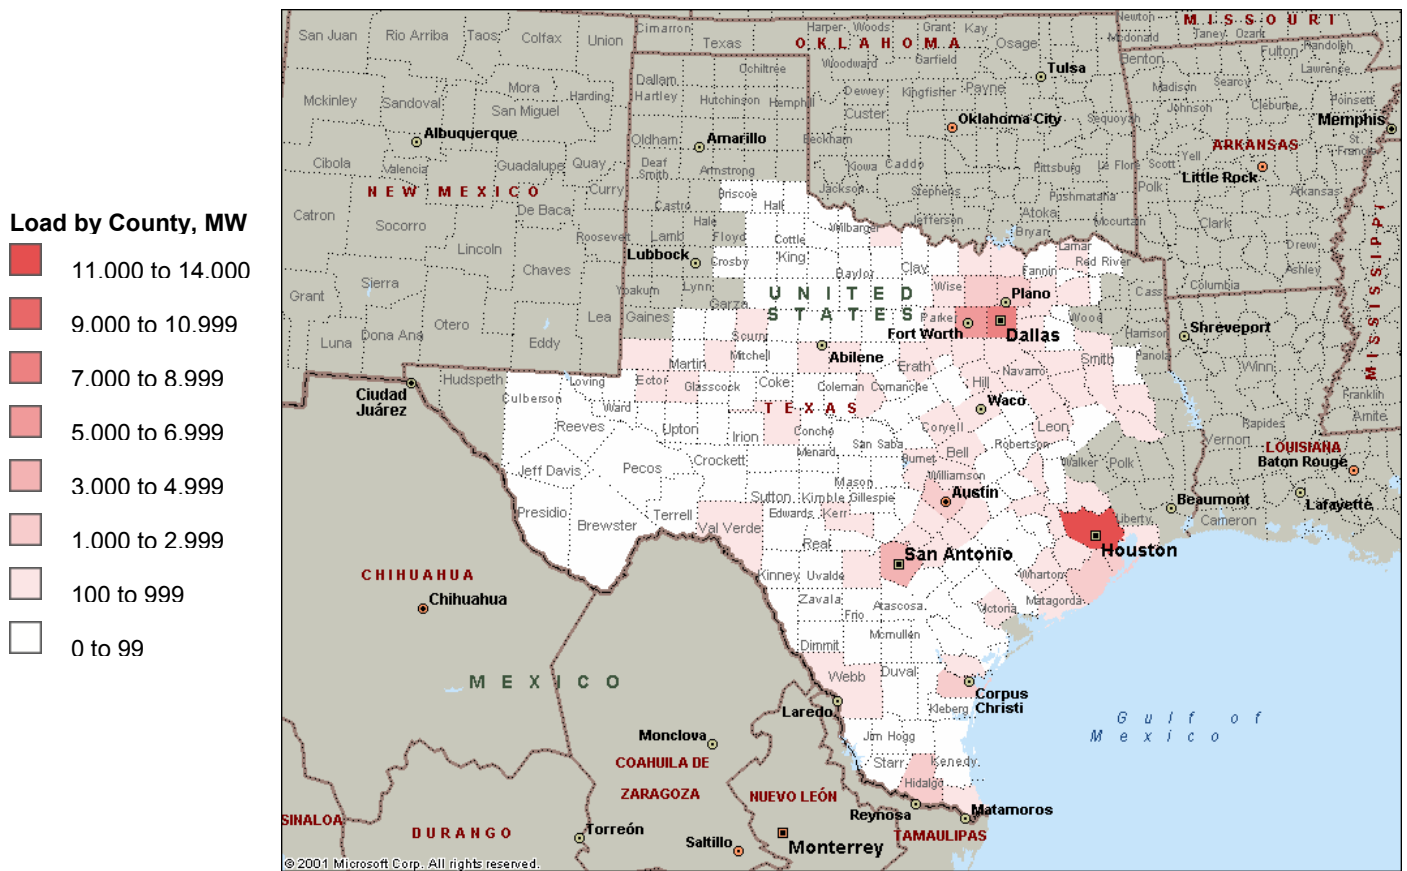 Load by County, MW
11,000 to 14,000
9,000 to 10,999
7,000 to 8,999
5,000 to 6,999
3,000 to 4,999
1,000 to 2,999
100 to 999
0 to 99
MISSOURI
Newton
Mcdonald
Taney
Ozark
Fulton
Randolph
Lawrence
Benton
Madison
Searcy
Johnson
Cleburne
Poinsett
Memphis
St. Francis
ARKANSAS
Yell
Scott
Little Rock
Polk
Arkansas
Clark
Drew
Ashley
Columbia
MISSISSIPPI
San Juan
Rio Arriba
Taos
Colfax
Union
Mora
Mckinley
Sandoval
San Miguel
Harding
Albuquerque
Cibola
Valencia
Guadalupe
Quay
NEW MEXICO
Curry
De Baca
Catron
Socorro
Roosevelt
Lincoln
Chaves
Sierra
Grant
Otero
Lea
Luna
Dona Ana
Eddy
Cimarron
Texas
Harper
Woods
Grant
Kay
OKLAHOMA
Osage
Woodward
Garfield
Tulsa
Dewey
Kingfisher
Payne
Custer
Oklahoma City
Sequoyah
Beckham
Kiowa
Caddo
Pittsburg
Le Flore
Jackson
Stephens
Pushmataha
Jefferson
Atoka
Mccurtain
Bryan
Dallam
Ochiltree
Hartley
Hutchinson
Hemphill
Oldham
Amarillo
Deaf Smith
Armstrong
Castro
Briscoe
Hall
Hale
Lamb
Floyd
Cottle
Wilbarger
Lubbock
Crosby
King
Baylor
Clay
Yoakum
Lynn
Garza
Gaines
UNITED
STATES
Lamar
Red River
Fannin
Wise
Plano
Cass
Parker
Fort Worth
Dallas
Wood
Harrison
Shreveport
Scurry
Abilene
Martin
Mitchell
Erath
Smith
Panola
Navarro
Winn
Hudspeth
Ciudad Juárez
Culberson
Loving
Ector
Glasscock
Coke
Coleman
Comanche
Hill
Waco
TEXAS
Ward
Reeves
Upton
Irion
Concho
Menard
San Saba
Coryell
Leon
Robertson
Bell
Burnet
Walker
Polk
Franklin
Amite
Rapides
Vernon
LOUISIANA
Baton Rouge
Jeff Davis
Pecos
Crockett
Mason
Williamson
Austin
Beaumont
Lafayette
Presidio
Brewster
Terrell
Val Verde
Sutton
Kimble
Gillespie
Edwards
Kerr
Liberty
Cameron
Houston
Real
San Antonio
Kinney
Uvalde
Wharton
Zavala
Frio
Atascosa
Victoria
Matagorda
Mcmullen
Dimmit
Webb
Duval
Laredo
Kleberg
Corpus Christi
Jim Hogg
Starr
Kenedy
Hidalgo
Gulf of
Mexico
CHIHUAHUA
Chihuahua
MEXICO
Monclova
COAHUILA DE
ZARAGOZA
NUEVO LEÓN
Reynosa
Matamoros
TAMAULIPAS
SINALOA
DURANGO
Torreón
Saltillo
Monterrey
© 2001 Microsoft Corp. All rights reserved.